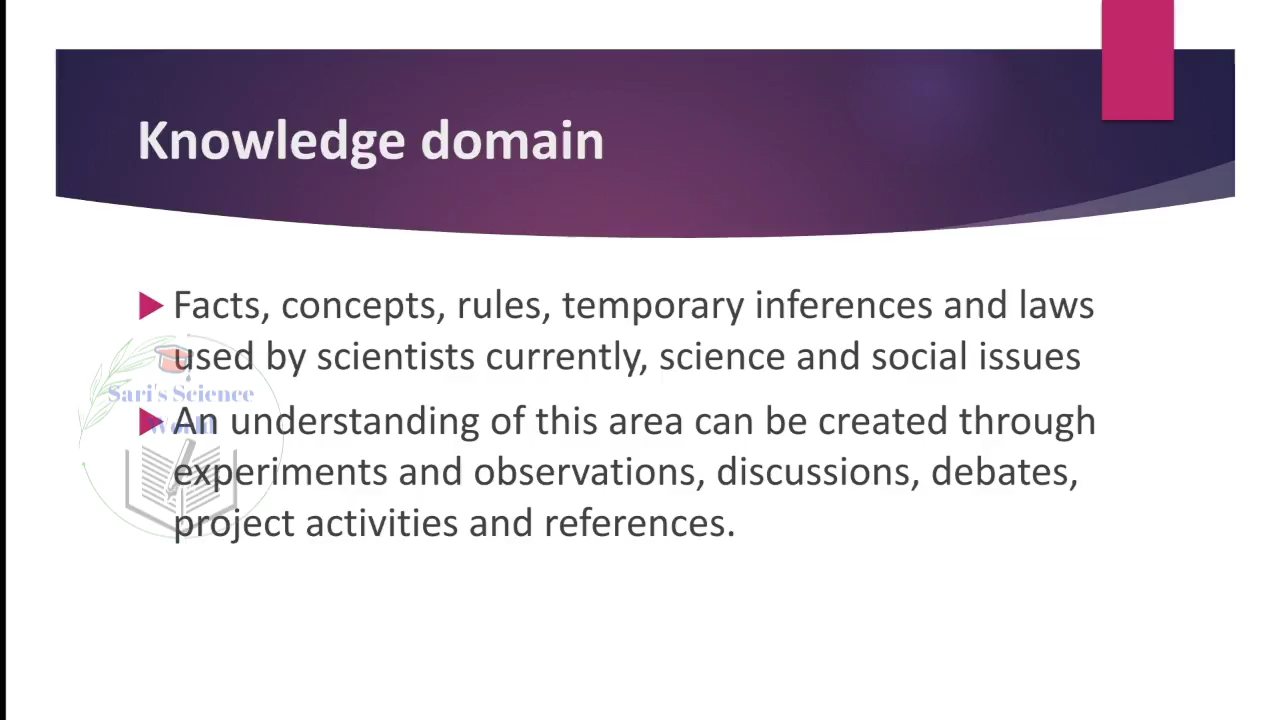 Knowledge domain
Facts, concepts, rules, temporary inferences and laws
used by scientists currently, science and social issues
Sari's Science
World
An understanding of this area can be created through
experiments and observations, discussions, debates,
project activities and references.